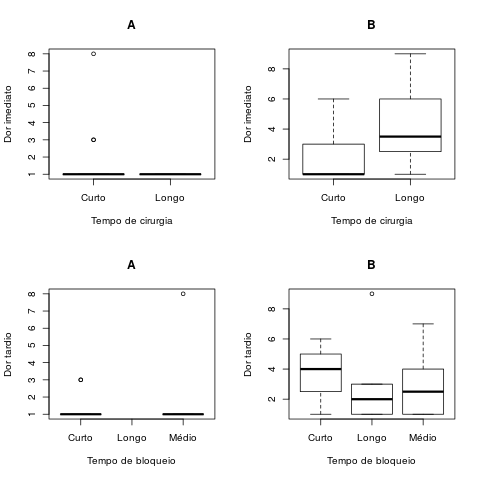 A
Dor imediato
1 2 3 4 5 6 7 8
Curto Longo
Tempo de cirurgia
B
Dor imediato
2 4 6 8
Curto Longo
Tempo de cirurgia
A
Dor tardio
1 2 3 4 5 6 7 8
Curto Longo Médio
Tempo de bloqueio
B
Dor tardio
2 4 6 8
Curto Longo Médio
Tempo de bloqueio